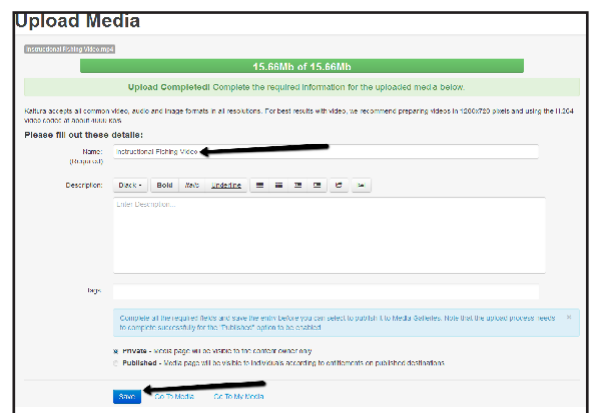 Upload Media
Instructional Fishing Video.mp4
15.66Mb of 15.66Mb
Upload Completed! Complete the required information for the uploaded media below.
Kaltura accepts all common video, audio and image formats in all resolutions. For best results with video, we recommend preparing videos in 1280x720 pixels and using the H.264
video codec at about 4000 kbps.
Please fill out these details:
Name: Instructional Fishing Video
(Required)
Description: Black Bold Italic Underline
Enter Description...
Tags:
Complete all the required fields and save the entry before you can select to publish it to Media Galleries. Note that the upload process needs ×
to complete successfully for the "Published" option to be enabled
Private - Media page will be visible to the content owner only.
Published - Media page will be visible to individuals according to entitlements on published destinations
Save Go To Media Go To My Media